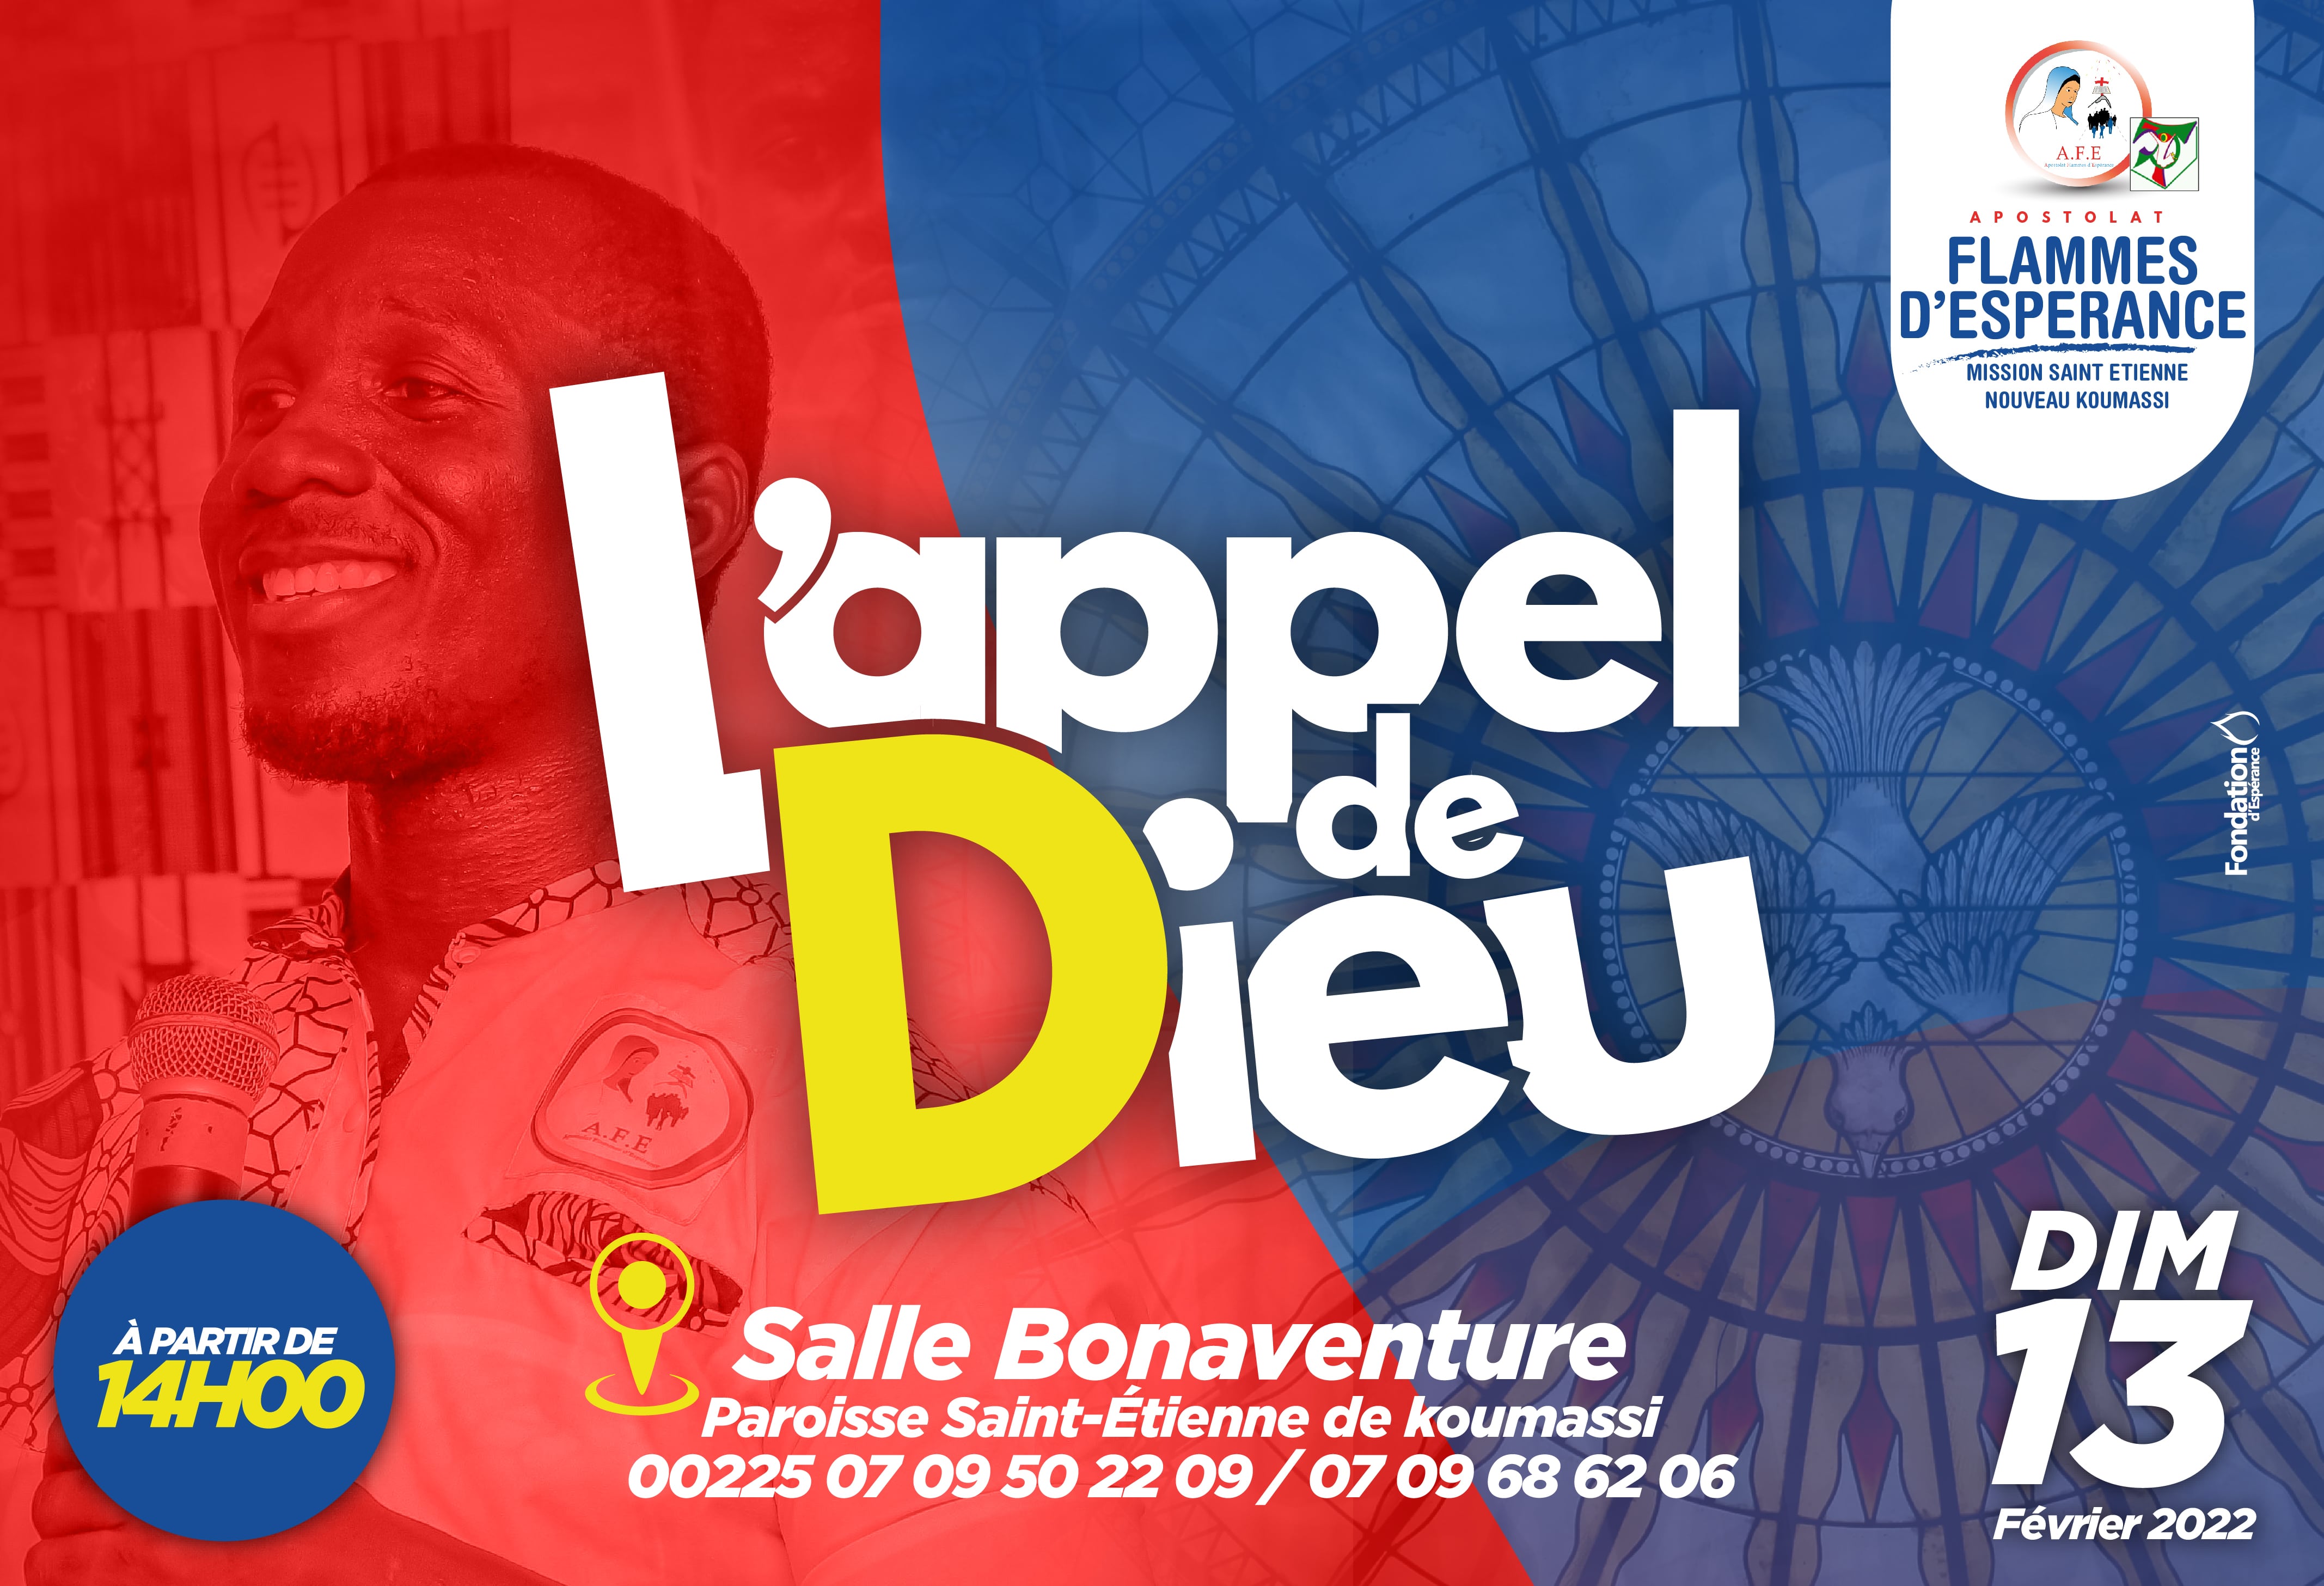 A.F.E
APOSTOLAT
FLAMMES
D'ESPERANCE
MISSION SAINT ETIENNE
NOUVEAU KOUMASSI
L'appel
de
Dieu
Fondation
d'Espérance
A.F.E
À PARTIR DE
14H00
Salle Bonaventure
Paroisse Saint-Étienne de koumassi
00225 07 09 50 22 09 / 07 09 68 62 06
DIM
13
Février 2022